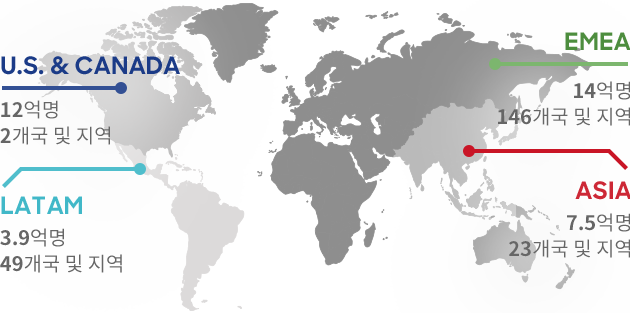 U.S. & CANADA
12억명
2개국 및 지역
EMEA
14억명
146개국 및 지역
LATAM
3.9억명
49개국 및 지역
ASIA
7.5억명
23개국 및 지역